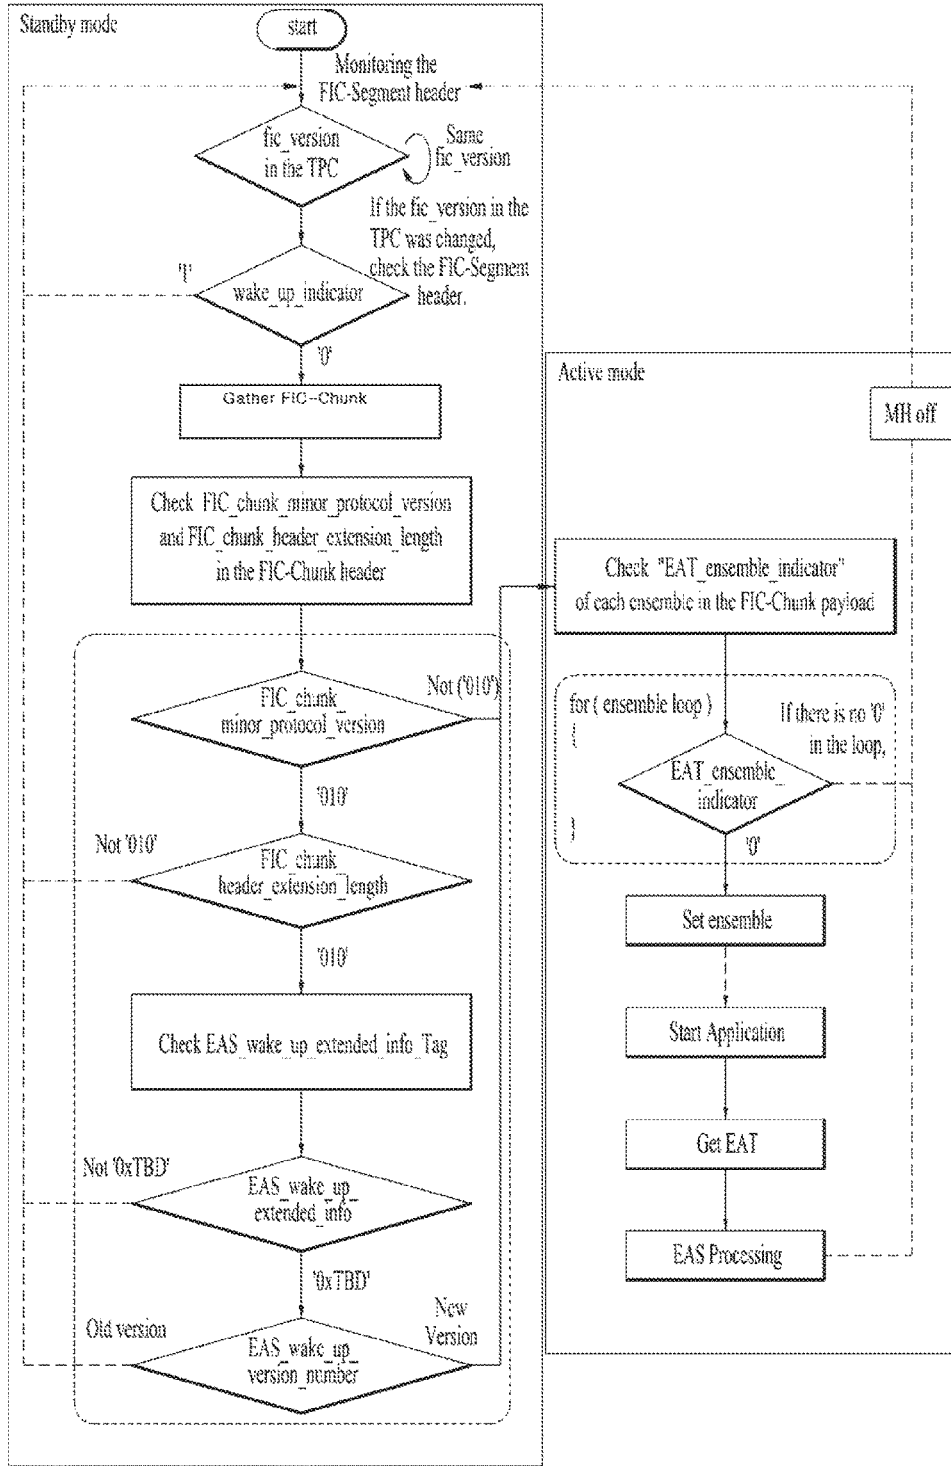 Standby mode
start
Monitoring the
FIC-Segment header
fic_version
in the TPC
Same
fic_version
If the fic_version in the
TPC was changed,
check the FIC-Segment
header.
'1'
wake_up_indicator
'0'
Gather FIC-Chunk
Check FIC_chunk_minor_protocol_version
and FIC_chunk_header_extension_length
in the FIC-Chunk header
FIC_chunk_
minor_protocol_version
Not ('010')
'010'
Not '010'
FIC_chunk_
header_extension_length
'010'
Check EAS_wake_up_extended_info_Tag
Not '0xTBD'
EAS_wake_up_
extended_info
'0xTBD'
Old version
New
Version
EAS_wake_up_
version_number
Active mode
MH off
Check "EAT_ensemble_indicator"
of each ensemble in the FIC-Chunk payload
for ( ensemble loop )
{
If there is no '0'
in the loop,
EAT_ensemble_
indicator
}
'0'
Set ensemble
Start Application
Get EAT
EAS Processing